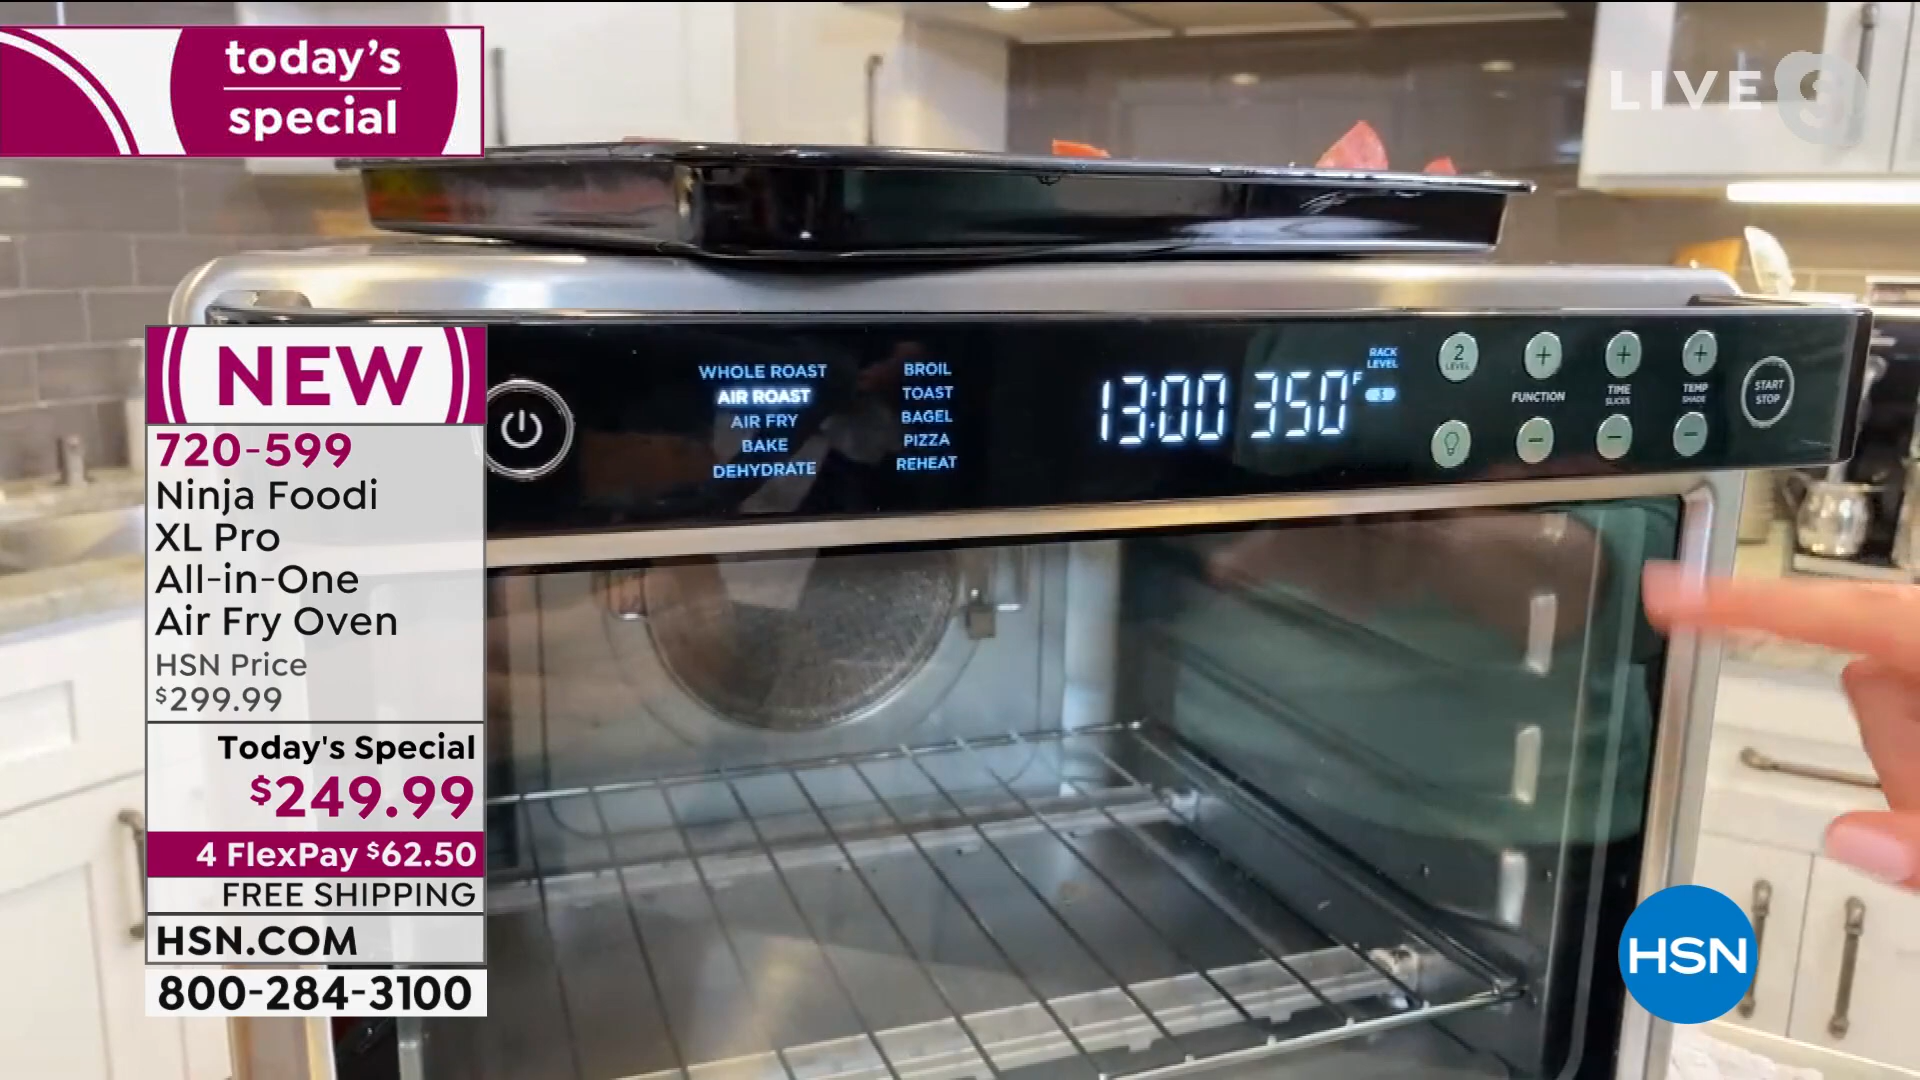 today's
special
LIVE
NEW
720-599
Ninja Foodi
XL Pro
All-in-One
Air Fry Oven
HSN Price
$299.99
Today's Special
$249.99
4 FlexPay $62.50
FREE SHIPPING
HSN.COM
800-284-3100
WHOLE ROAST
AIR ROAST
AIR FRY
BAKE
DEHYDRATE
BROIL
TOAST
BAGEL
PIZZA
REHEAT
13:00 350 F
RACK
LEVEL
2
LEVEL
FUNCTION
TIME
SLICES
TEMP
SHADE
START
STOP
HSN